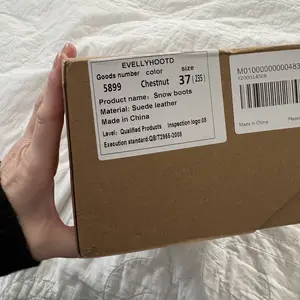 EVELLYHOOTD
Goods number color size
5899 Chestnut 37(235)
Product name: Snow boots
Material: Suede leather
Made in China
Level: Qualified Products inspection logo:08
Execution standard:QB/T2955-2008
M01000000000483
Made in China